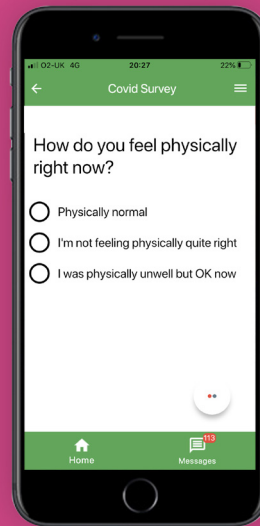 O2-UK 4G 20:27 22%
Covid Survey
How do you feel physically
right now?
Physically normal
I'm not feeling physically quite right
I was physically unwell but OK now
113
Home Messages